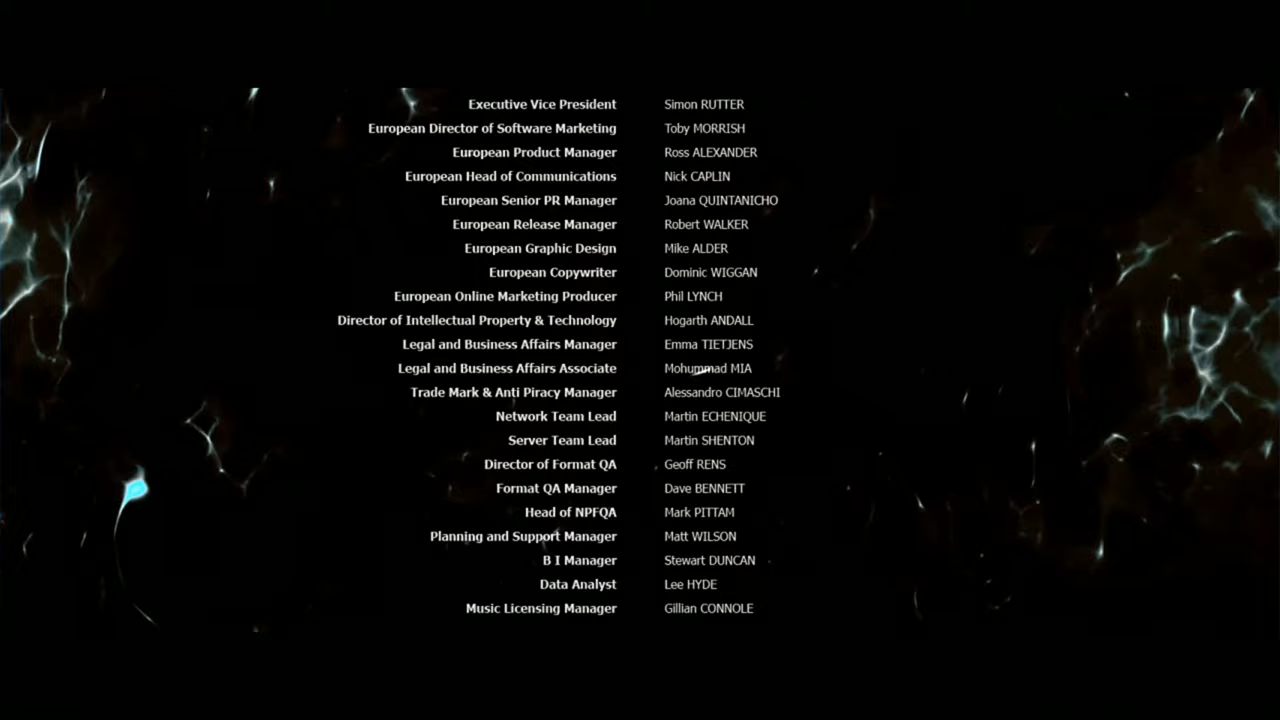 Executive Vice President Simon RUTTER
European Director of Software Marketing Toby MORRISH
European Product Manager Ross ALEXANDER
European Head of Communications Nick CAPLIN
European Senior PR Manager Joana QUINTANICHO
European Release Manager Robert WALKER
European Graphic Design Mike ALDER
European Copywriter Dominic WIGGAN
European Online Marketing Producer Phil LYNCH
Director of Intellectual Property & Technology Hogarth ANDALL
Legal and Business Affairs Manager Emma TIETJENS
Legal and Business Affairs Associate Mohummad MIA
Trade Mark & Anti Piracy Manager Alessandro CIMASCHI
Network Team Lead Martin ECHENIQUE
Server Team Lead Martin SHENTON
Director of Format QA Geoff RENS
Format QA Manager Dave BENNETT
Head of NPFQA Mark PITTAM
Planning and Support Manager Matt WILSON
B I Manager Stewart DUNCAN
Data Analyst Lee HYDE
Music Licensing Manager Gillian CONNOLE